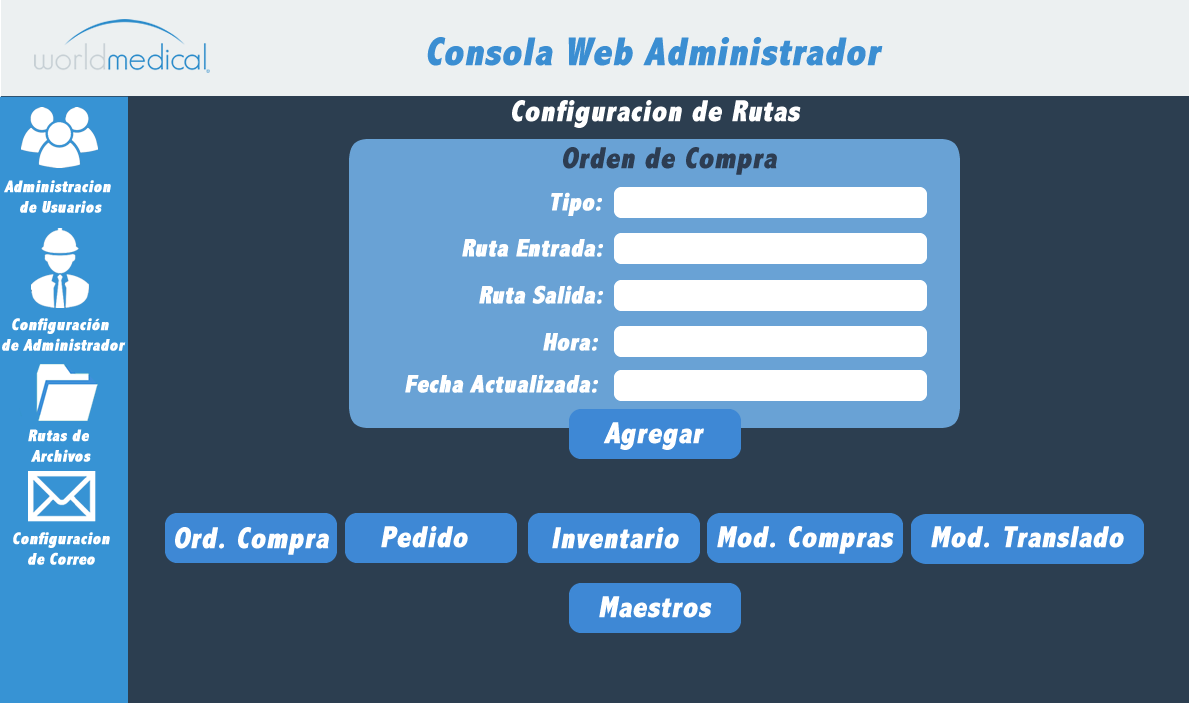 worldmedical
Consola Web Administrador
Administracion
de Usuarios
Configuración
de Administrador
Rutas de
Archivos
Configuracion
de Correo
Configuracion de Rutas
Orden de Compra
Tipo:
Ruta Entrada:
Ruta Salida:
Hora:
Fecha Actualizada:
Agregar
Ord. Compra
Pedido
Inventario
Mod. Compras
Mod. Translado
Maestros